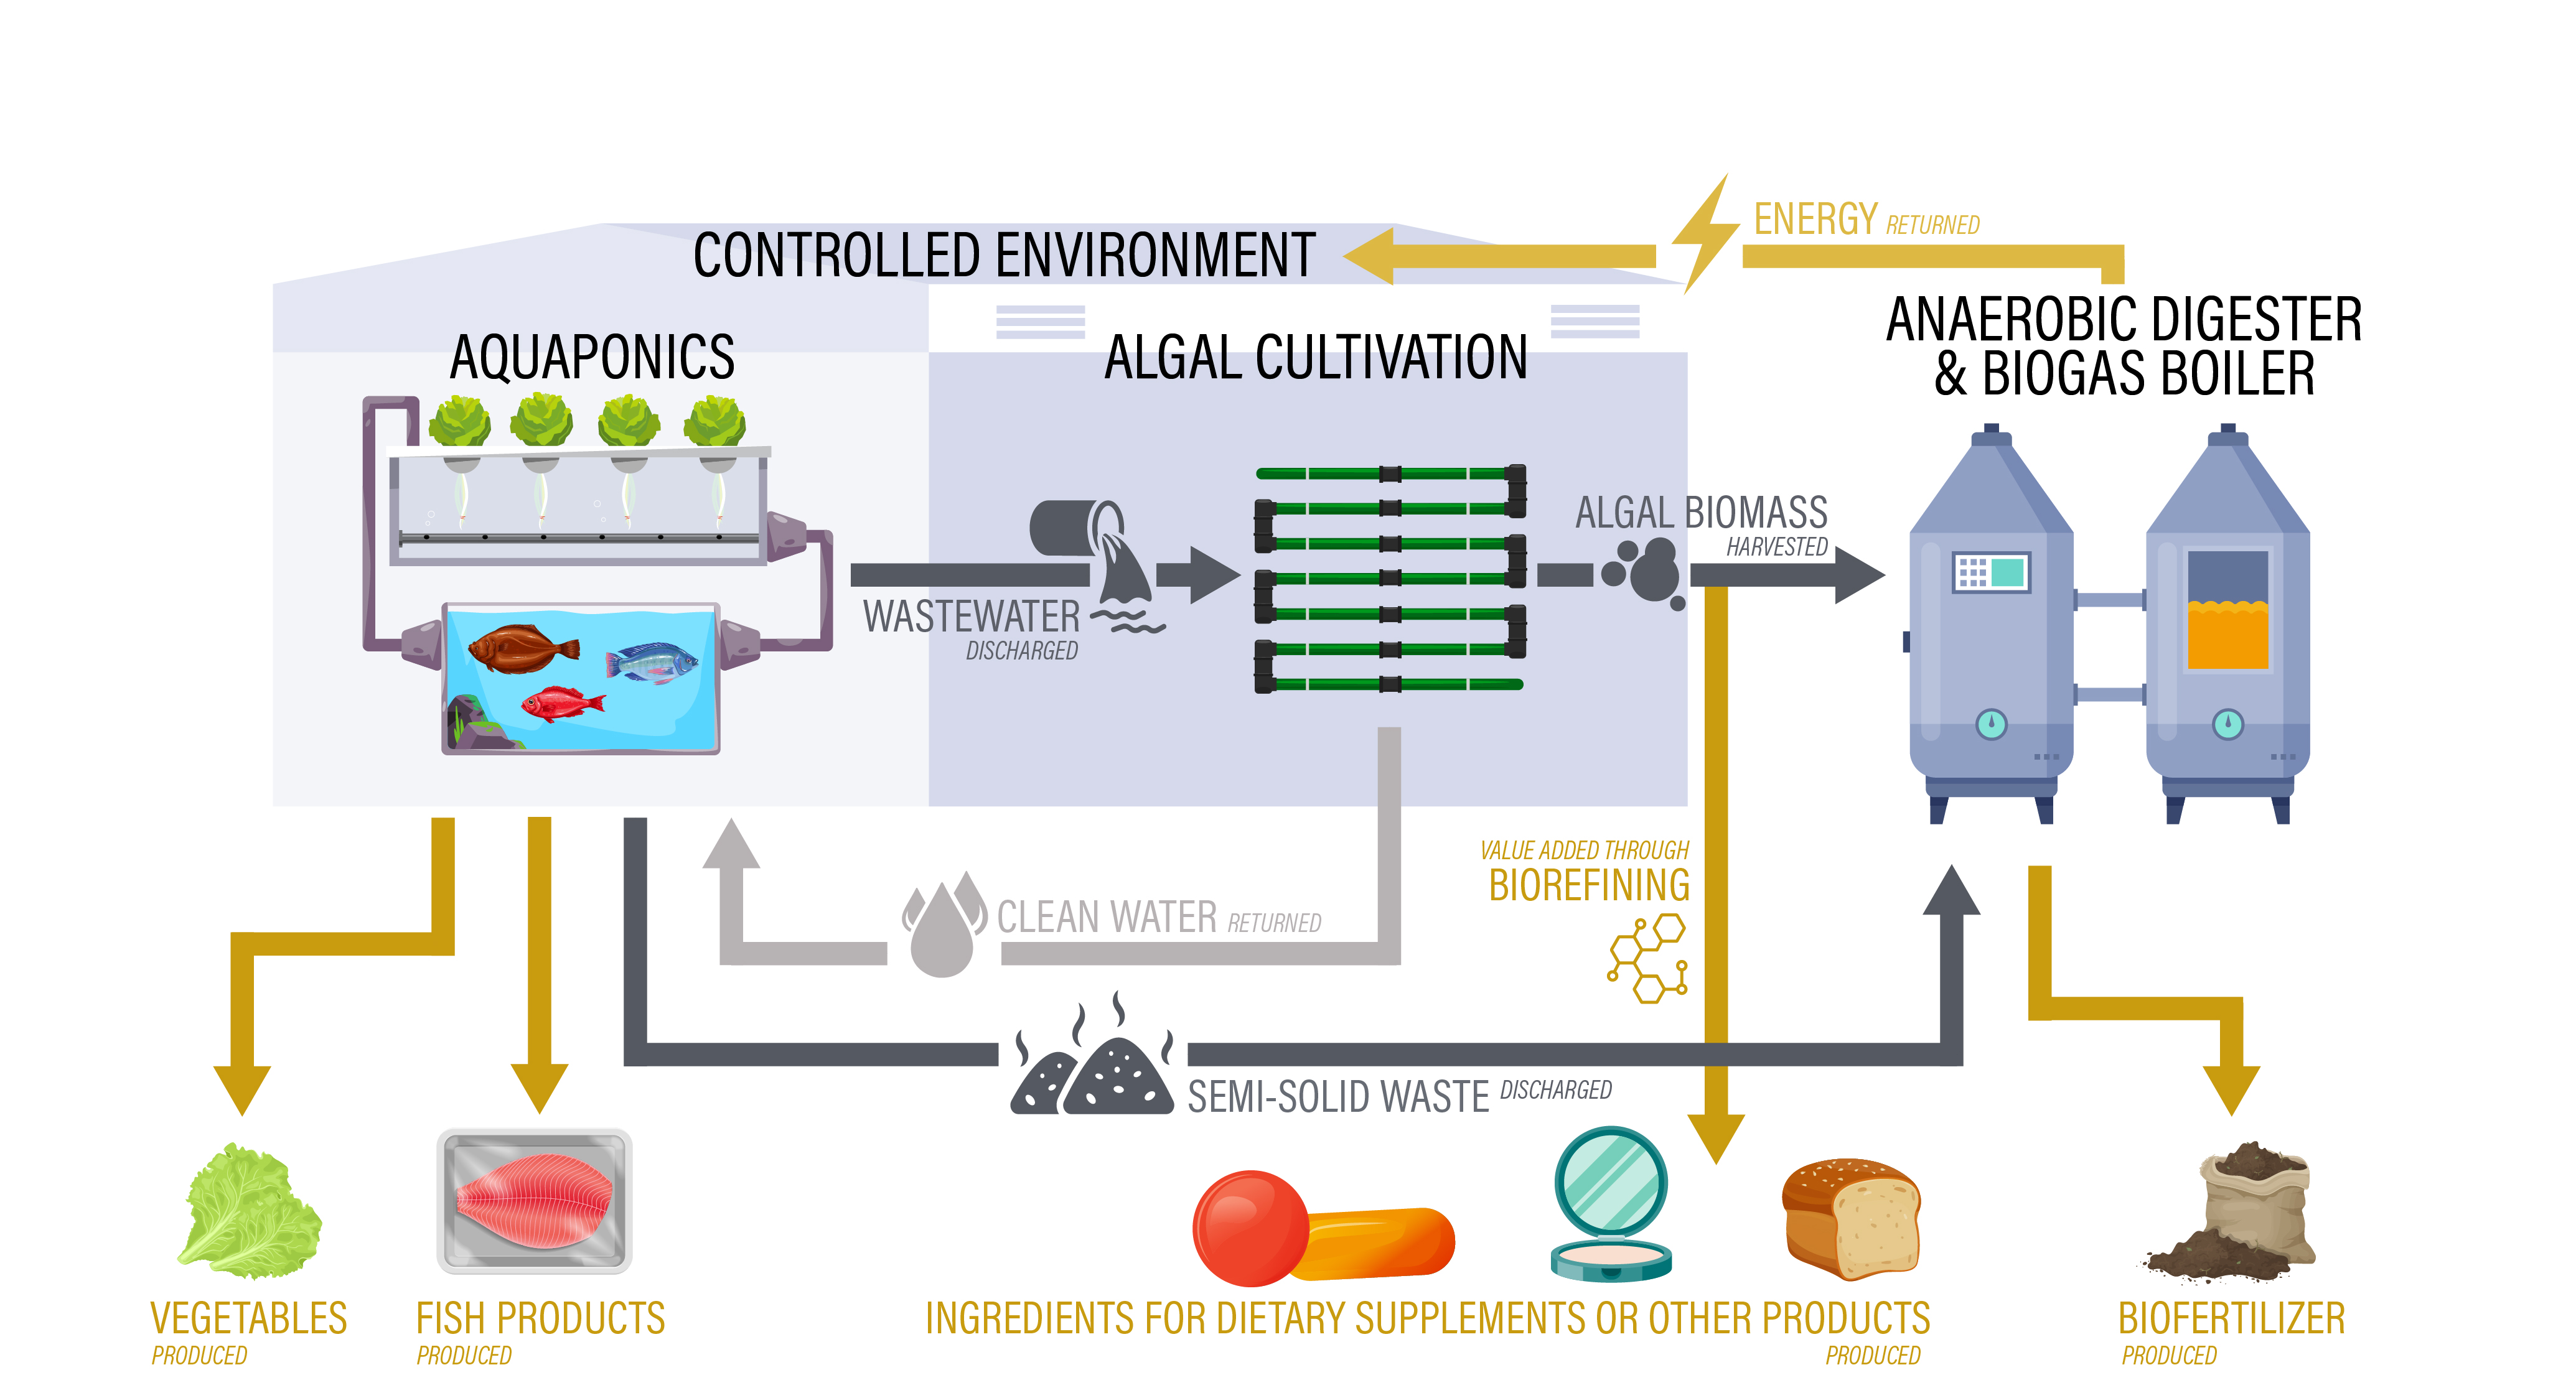 ENERGY RETURNED
CONTROLLED ENVIRONMENT
AQUAPONICS
ALGAL CULTIVATION
ANAEROBIC DIGESTER
& BIOGAS BOILER
WASTEWATER
DISCHARGED
ALGAL BIOMASS
HARVESTED
CLEAN WATER RETURNED
VALUE ADDED THROUGH
BIOREFINING
SEMI-SOLID WASTE DISCHARGED
VEGETABLES
PRODUCED
FISH PRODUCTS
PRODUCED
INGREDIENTS FOR DIETARY SUPPLEMENTS OR OTHER PRODUCTS
PRODUCED
BIOFERTILIZER
PRODUCED